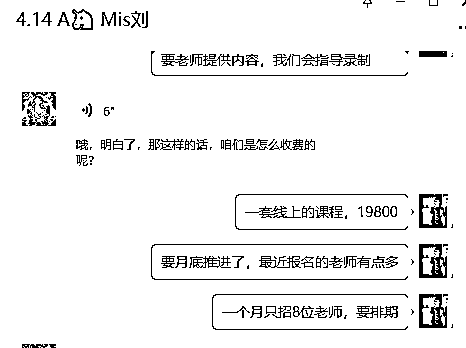 4.14 A Mis刘
要老师提供内容，我们会指导录制
6"
哦，明白了，那这样的话，咱们是怎么收费的
呢？
一套线上的课程，19800
要月底推进了，最近报名的老师有点多
一个月只招8位老师，要排期